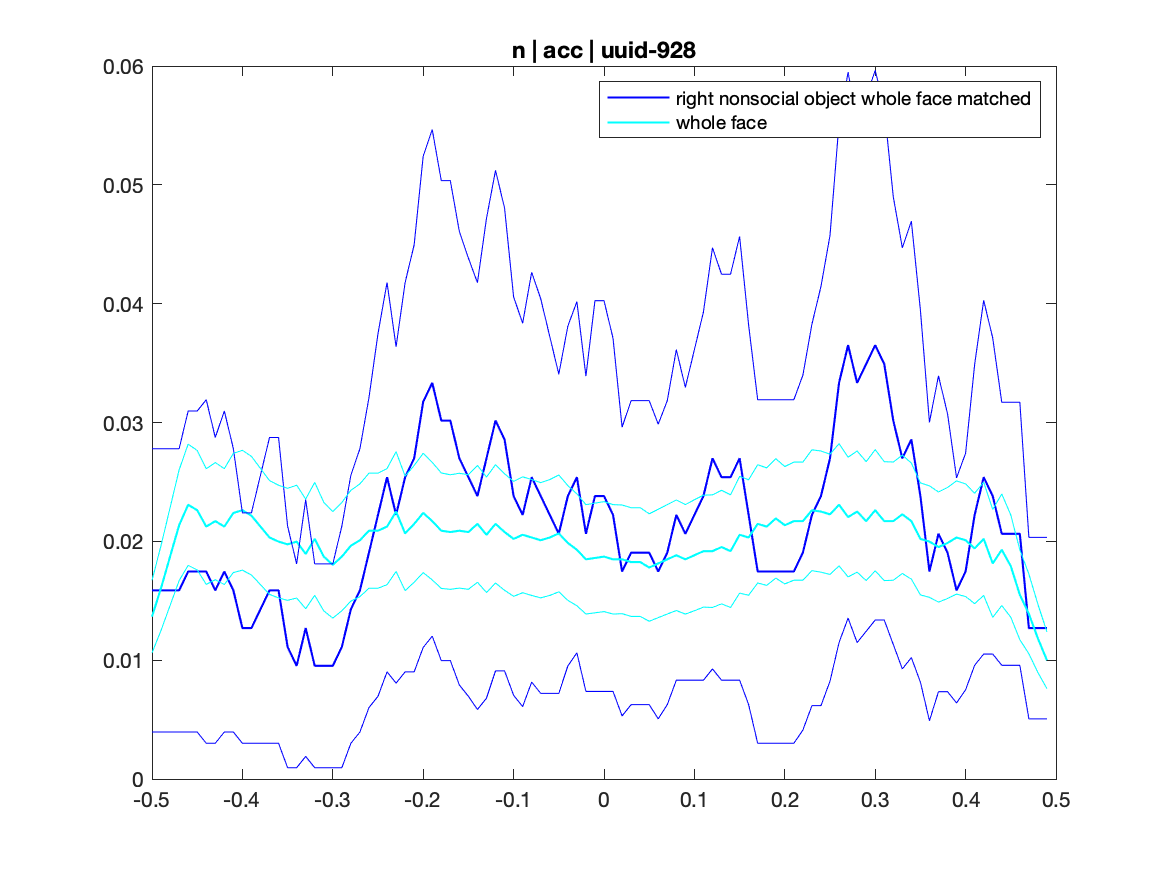 n | acc | uuid-928
0.06
right nonsocial object whole face matched
whole face
0.05
0.04
0.03
0.02
0.01
0
-0.5 -0.4 -0.3 -0.2 -0.1 0 0.1 0.2 0.3 0.4 0.5